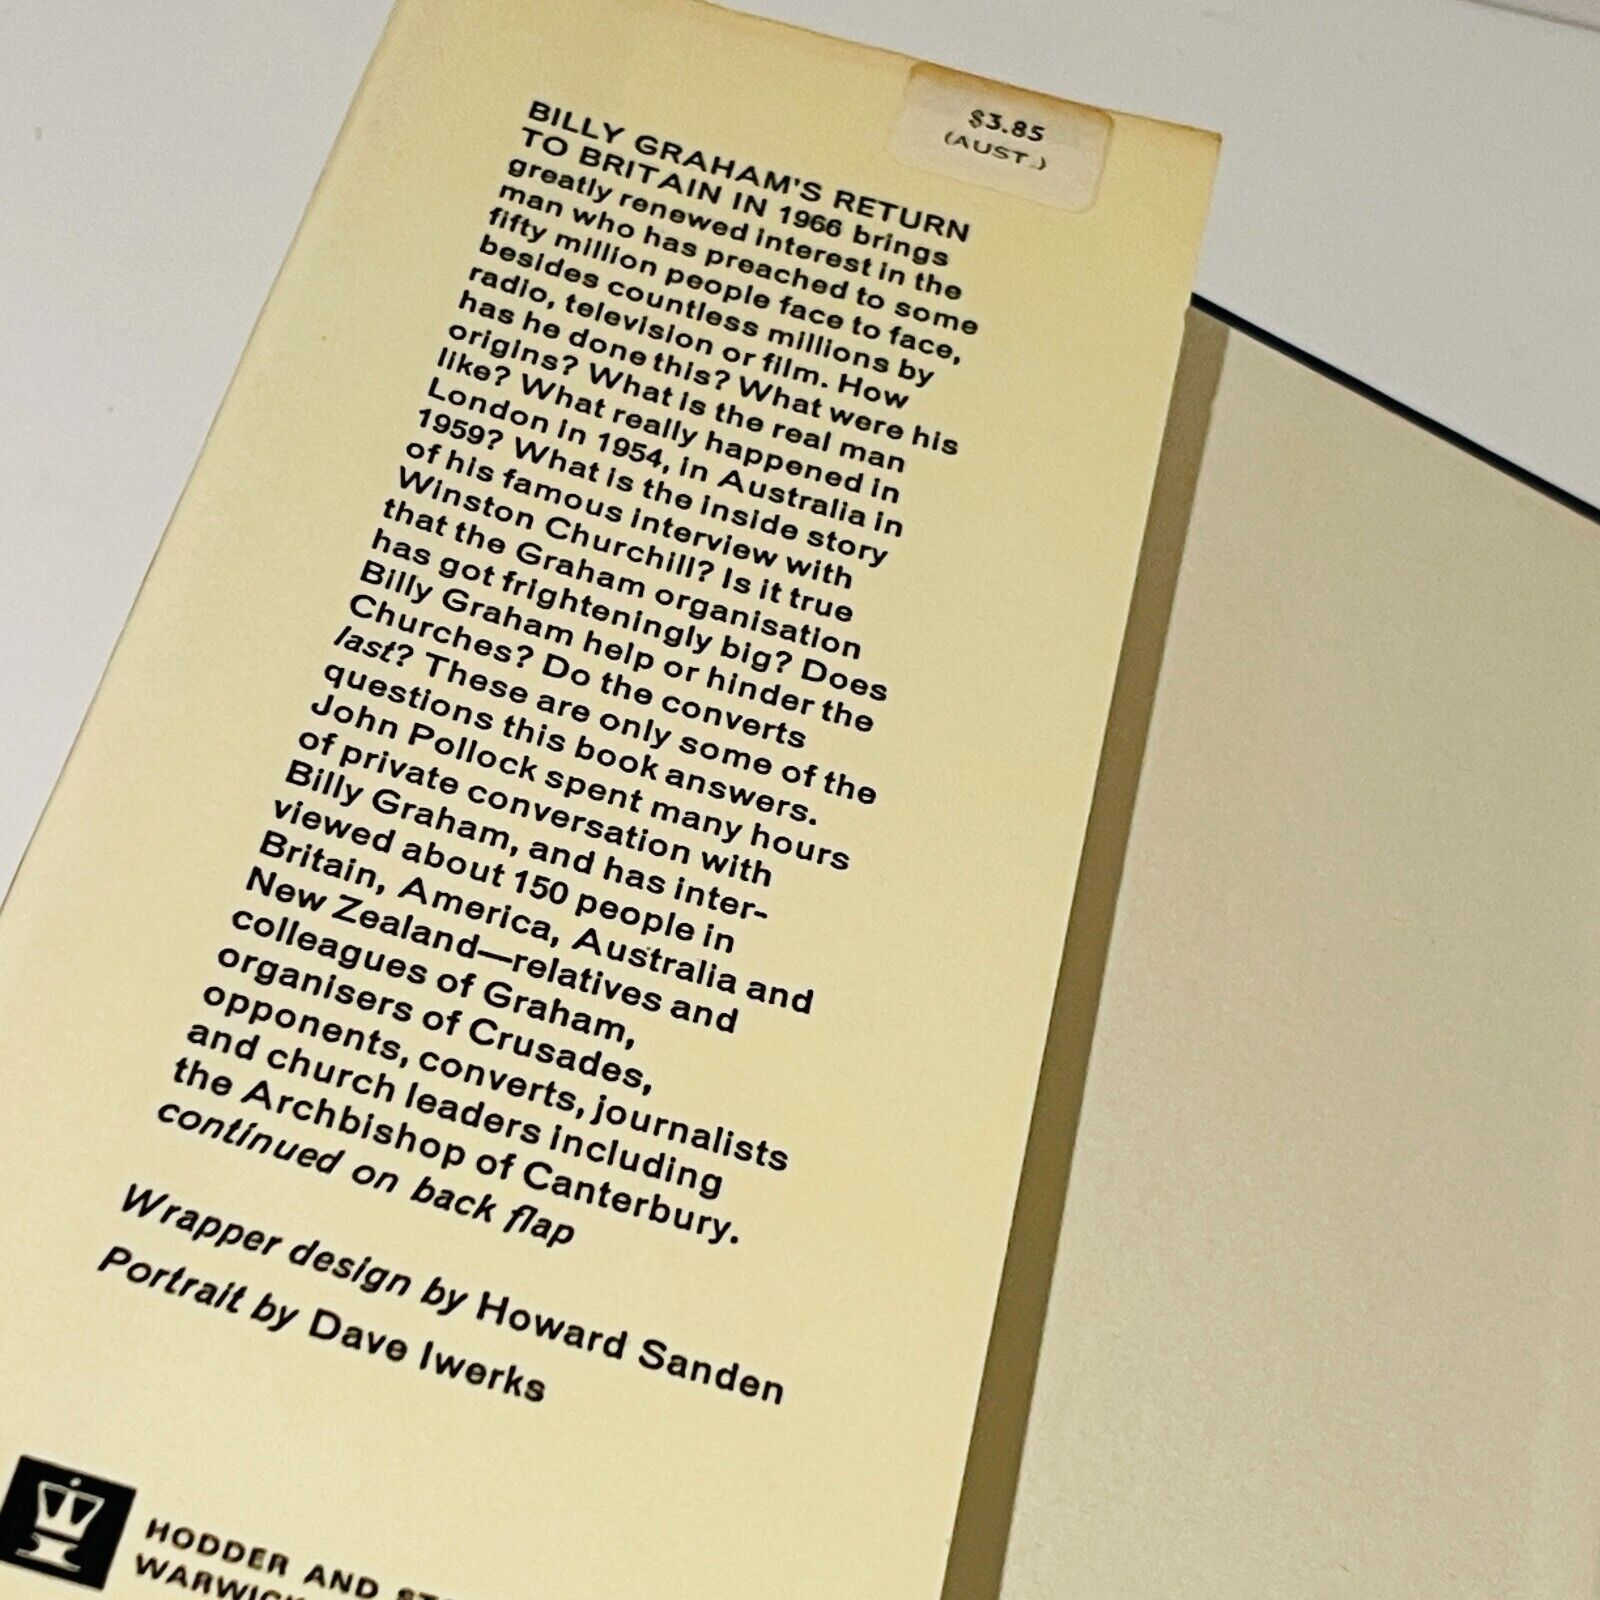 $3.85
(AUST.)
BILLY GRAHAM'S RETURN
TO BRITAIN IN 1966 brings
greatly renewed interest in the
man who has preached to some
fifty million people face to face,
besides countless millions by
radio, television or film. How
has he done this? What were his
origins? What is the real man
like? What really happened in
London in 1954, in Australia in
1959? What is the inside story
of his famous interview with
Winston Churchill? Is it true
that the Graham organisation
has got frighteningly big? Does
Billy Graham help or hinder the
Churches? Do the converts
last? These are only some of the
questions this book answers.
John Pollock spent many hours
of private conversation with
Billy Graham, and has inter-
viewed about 150 people in
Britain, America, Australia and
New Zealand—relatives and
colleagues of Graham,
organisers of Crusades,
opponents, converts, journalists
and church leaders including
the Archbishop of Canterbury.
continued on back flap
Wrapper design by Howard Sanden
Portrait by Dave Iwerks
HODDER AND